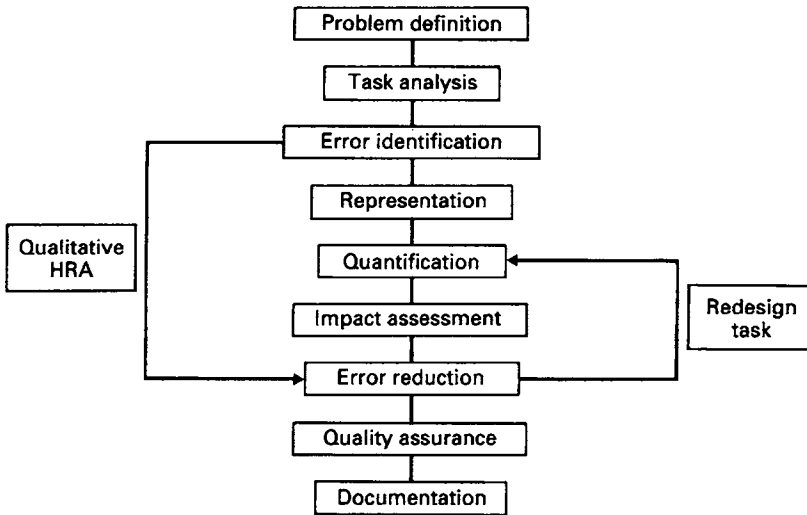 Problem definition
Task analysis
Error identification
Representation
Qualitative
HRA
Quantification
Impact assessment
Redesign
task
Error reduction
Quality assurance
Documentation